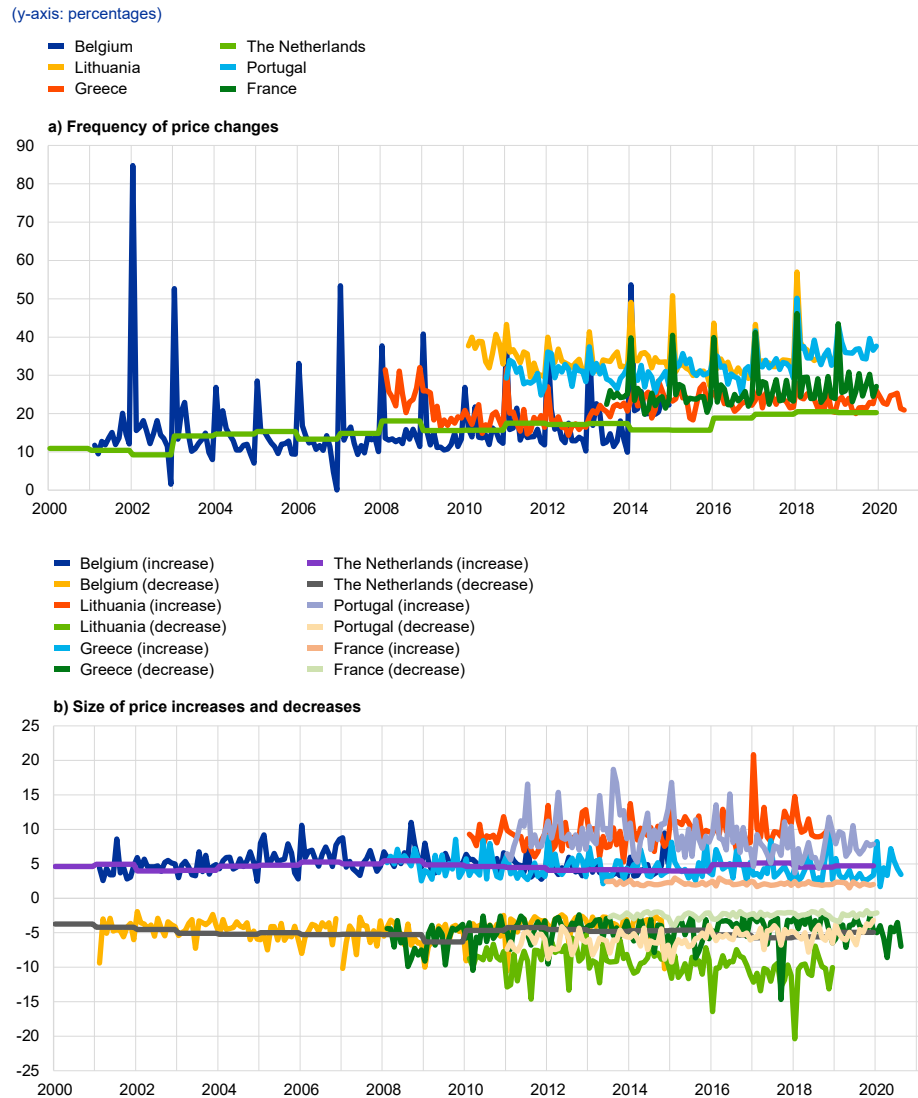 (y-axis: percentages)
Belgium
Lithuania
Greece
The Netherlands
Portugal
France
a) Frequency of price changes
90
80
70
60
50
40
30
20
10
0
2000 2002 2004 2006 2008 2010 2012 2014 2016 2018 2020
Belgium (increase)
Belgium (decrease)
Lithuania (increase)
Lithuania (decrease)
Greece (increase)
Greece (decrease)
The Netherlands (increase)
The Netherlands (decrease)
Portugal (increase)
Portugal (decrease)
France (increase)
France (decrease)
b) Size of price increases and decreases
25
20
15
10
5
0
-5
-10
-15
-20
-25
2000 2002 2004 2006 2008 2010 2012 2014 2016 2018 2020